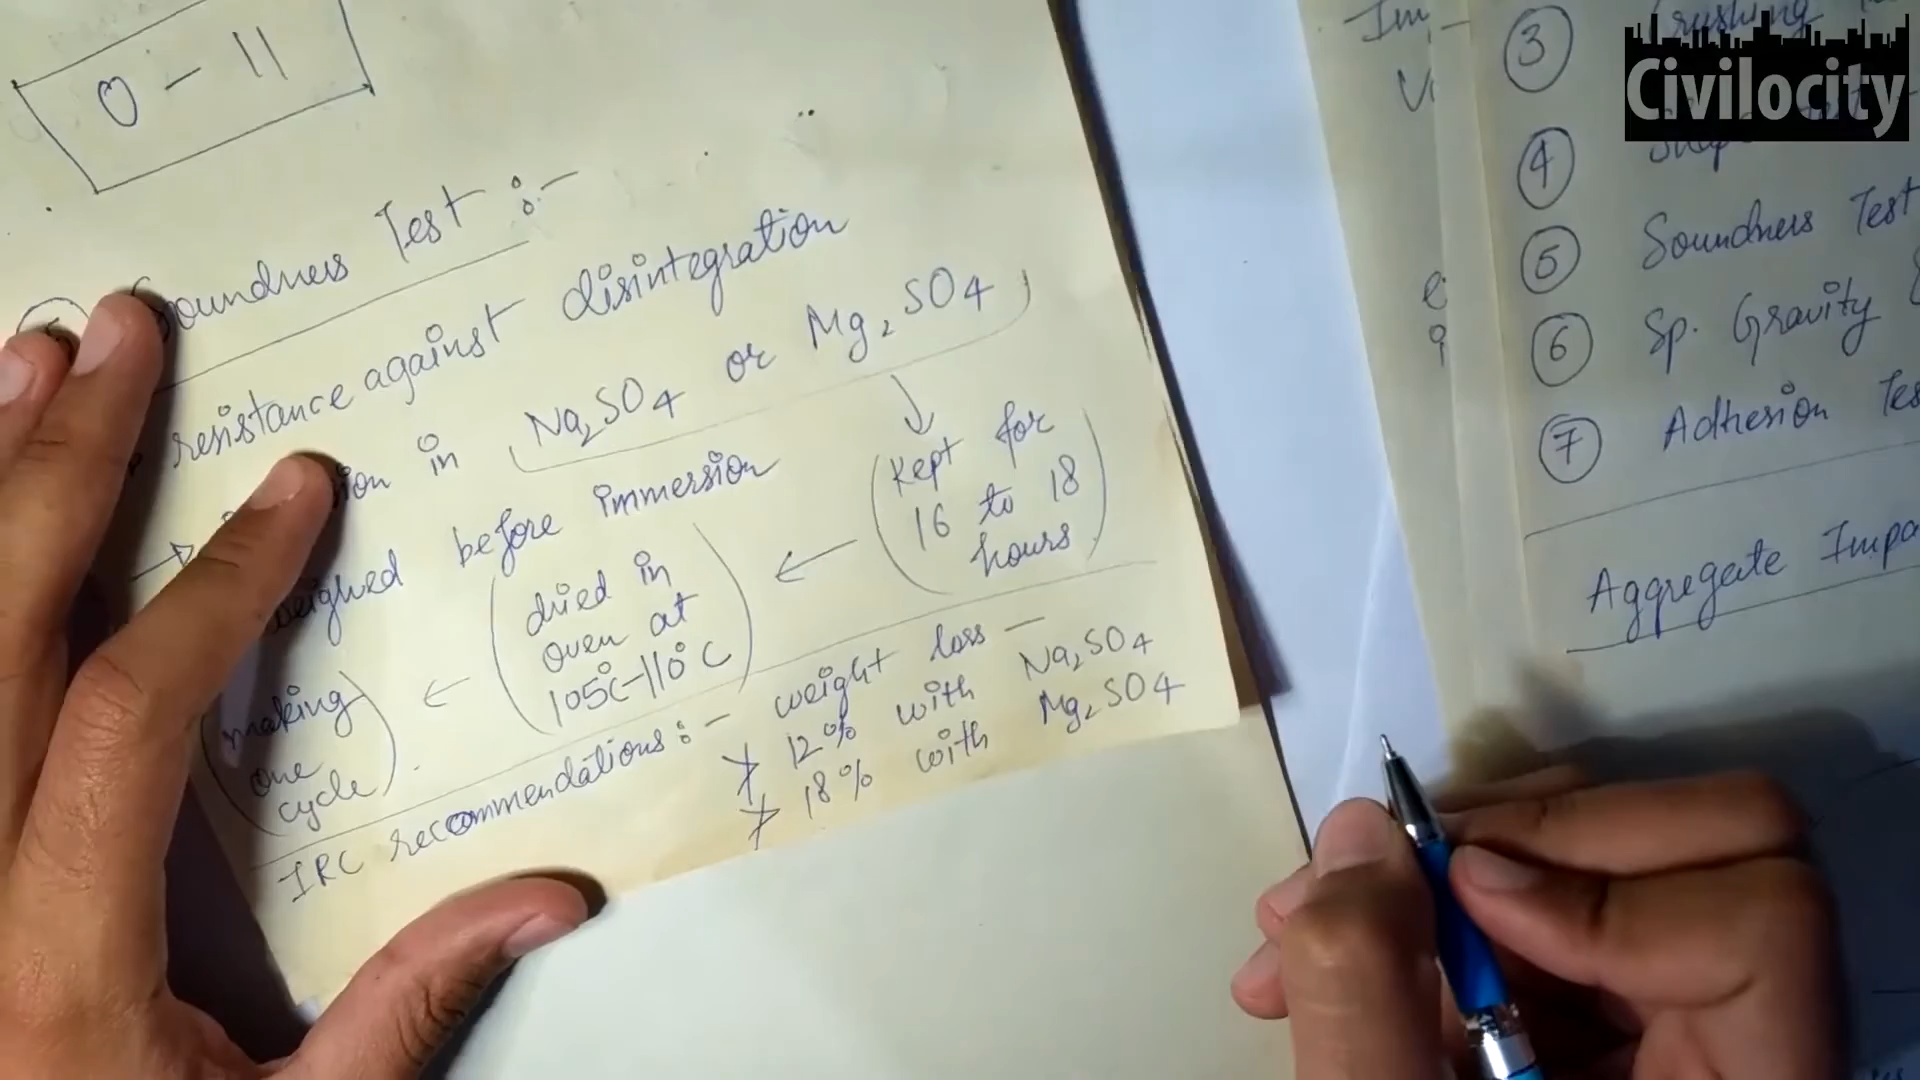 0 - 11
Soundness Test :-
resistance against disintegration
in Na2SO4 or Mg2SO4
before immersion
(Kept for
16 to 18
hours)
←
(dried in
oven at
105°C-110°C)
←
(making
one
cycle).
IRC recommendations :- weight loss -
≯ 12% with Na2SO4
≯ 18% with Mg2SO4
③
④
⑤ Soundness Test
⑥ Sp. Gravity
⑦ Adhesion
Aggregate
Civilocity